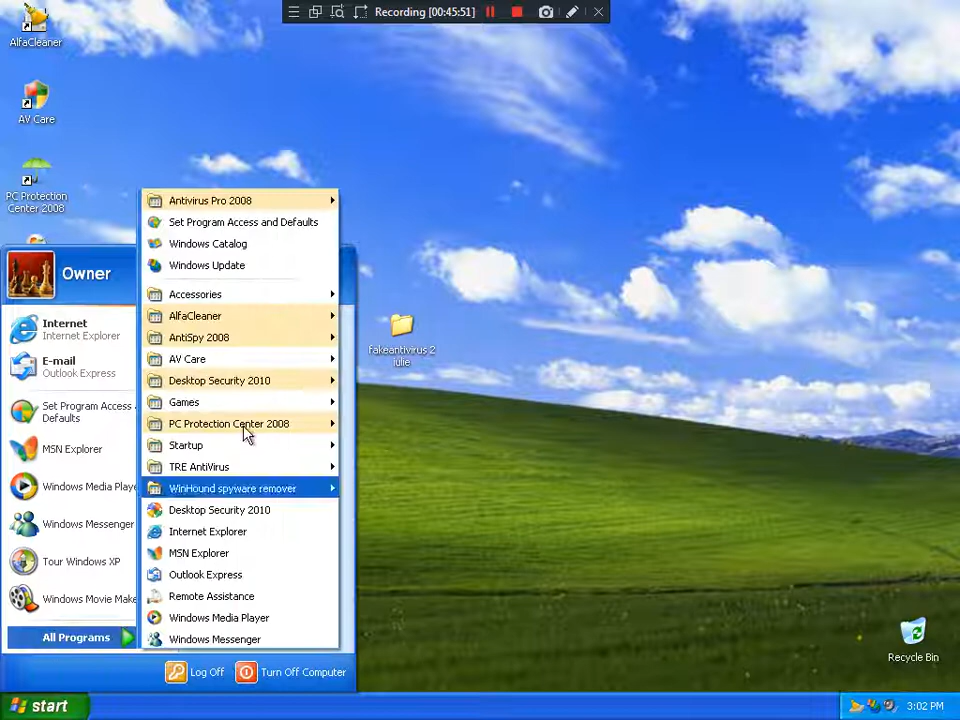 Recording [00:45:51]
AlfaCleaner
AV Care
PC Protection
Center 2008
Owner
Internet
Internet Explorer
E-mail
Outlook Express
Set Program Access
Defaults
MSN Explorer
Windows Media Playe
Windows Messenger
Tour Windows XP
Windows Movie Make
All Programs
Antivirus Pro 2008
Set Program Access and Defaults
Windows Catalog
Windows Update
Accessories
AlfaCleaner
AntiSpy 2008
AV Care
Desktop Security 2010
Games
PC Protection Center 2008
Startup
TRE AntiVirus
WinHound spyware remover
Desktop Security 2010
Internet Explorer
MSN Explorer
Outlook Express
Remote Assistance
Windows Media Player
Windows Messenger
Log Off
Turn Off Computer
fakeantivirus 2
iulie
Recycle Bin
start
3:02 PM